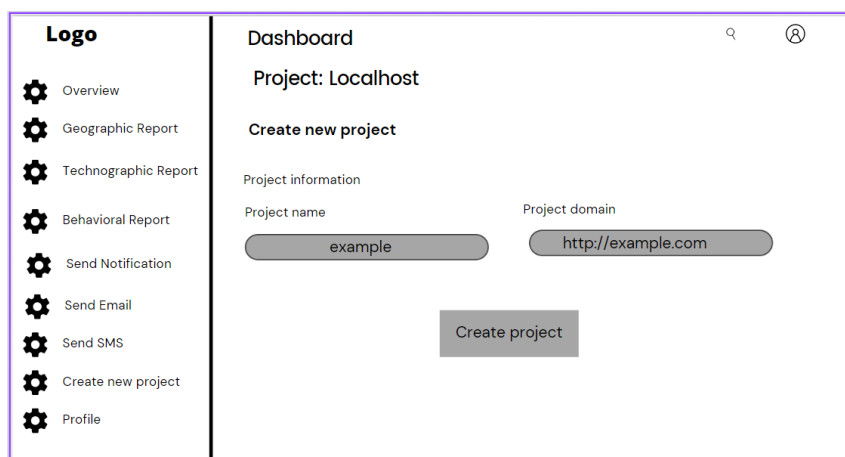 Logo
Overview
Geographic Report
Technographic Report
Behavioral Report
Send Notification
Send Email
Send SMS
Create new project
Profile
Dashboard
Project: Localhost
Create new project
Project information
Project name
example
Project domain
http://example.com
Create project